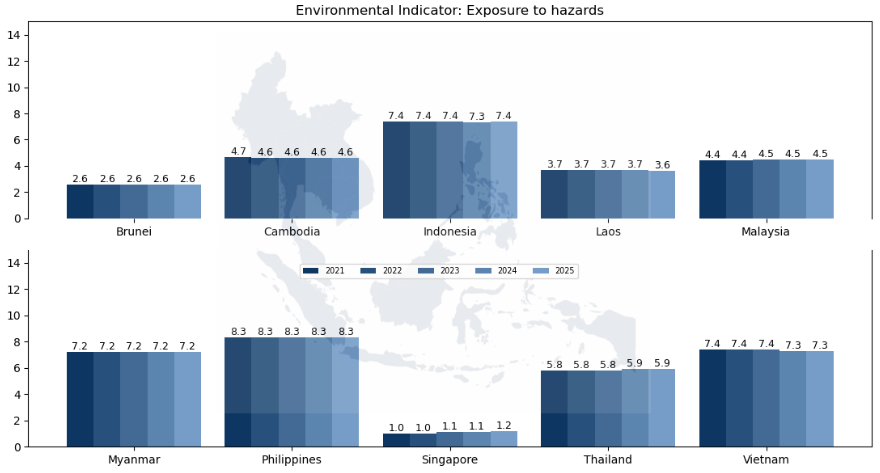 Environmental Indicator: Exposure to hazards
14
12
10
8
6
4
2
0
2.6 2.6 2.6 2.6 2.6
4.7 4.6 4.6 4.6 4.6
7.4 7.4 7.4 7.3 7.4
3.7 3.7 3.7 3.7 3.6
4.4 4.4 4.5 4.5 4.5
Brunei Cambodia Indonesia Laos Malaysia
2021 2022 2023 2024 2025
14
12
10
8
6
4
2
0
7.2 7.2 7.2 7.2 7.2
8.3 8.3 8.3 8.3 8.3
1.0 1.0 1.1 1.1 1.2
5.8 5.8 5.8 5.9 5.9
7.4 7.4 7.4 7.3 7.3
Myanmar Philippines Singapore Thailand Vietnam